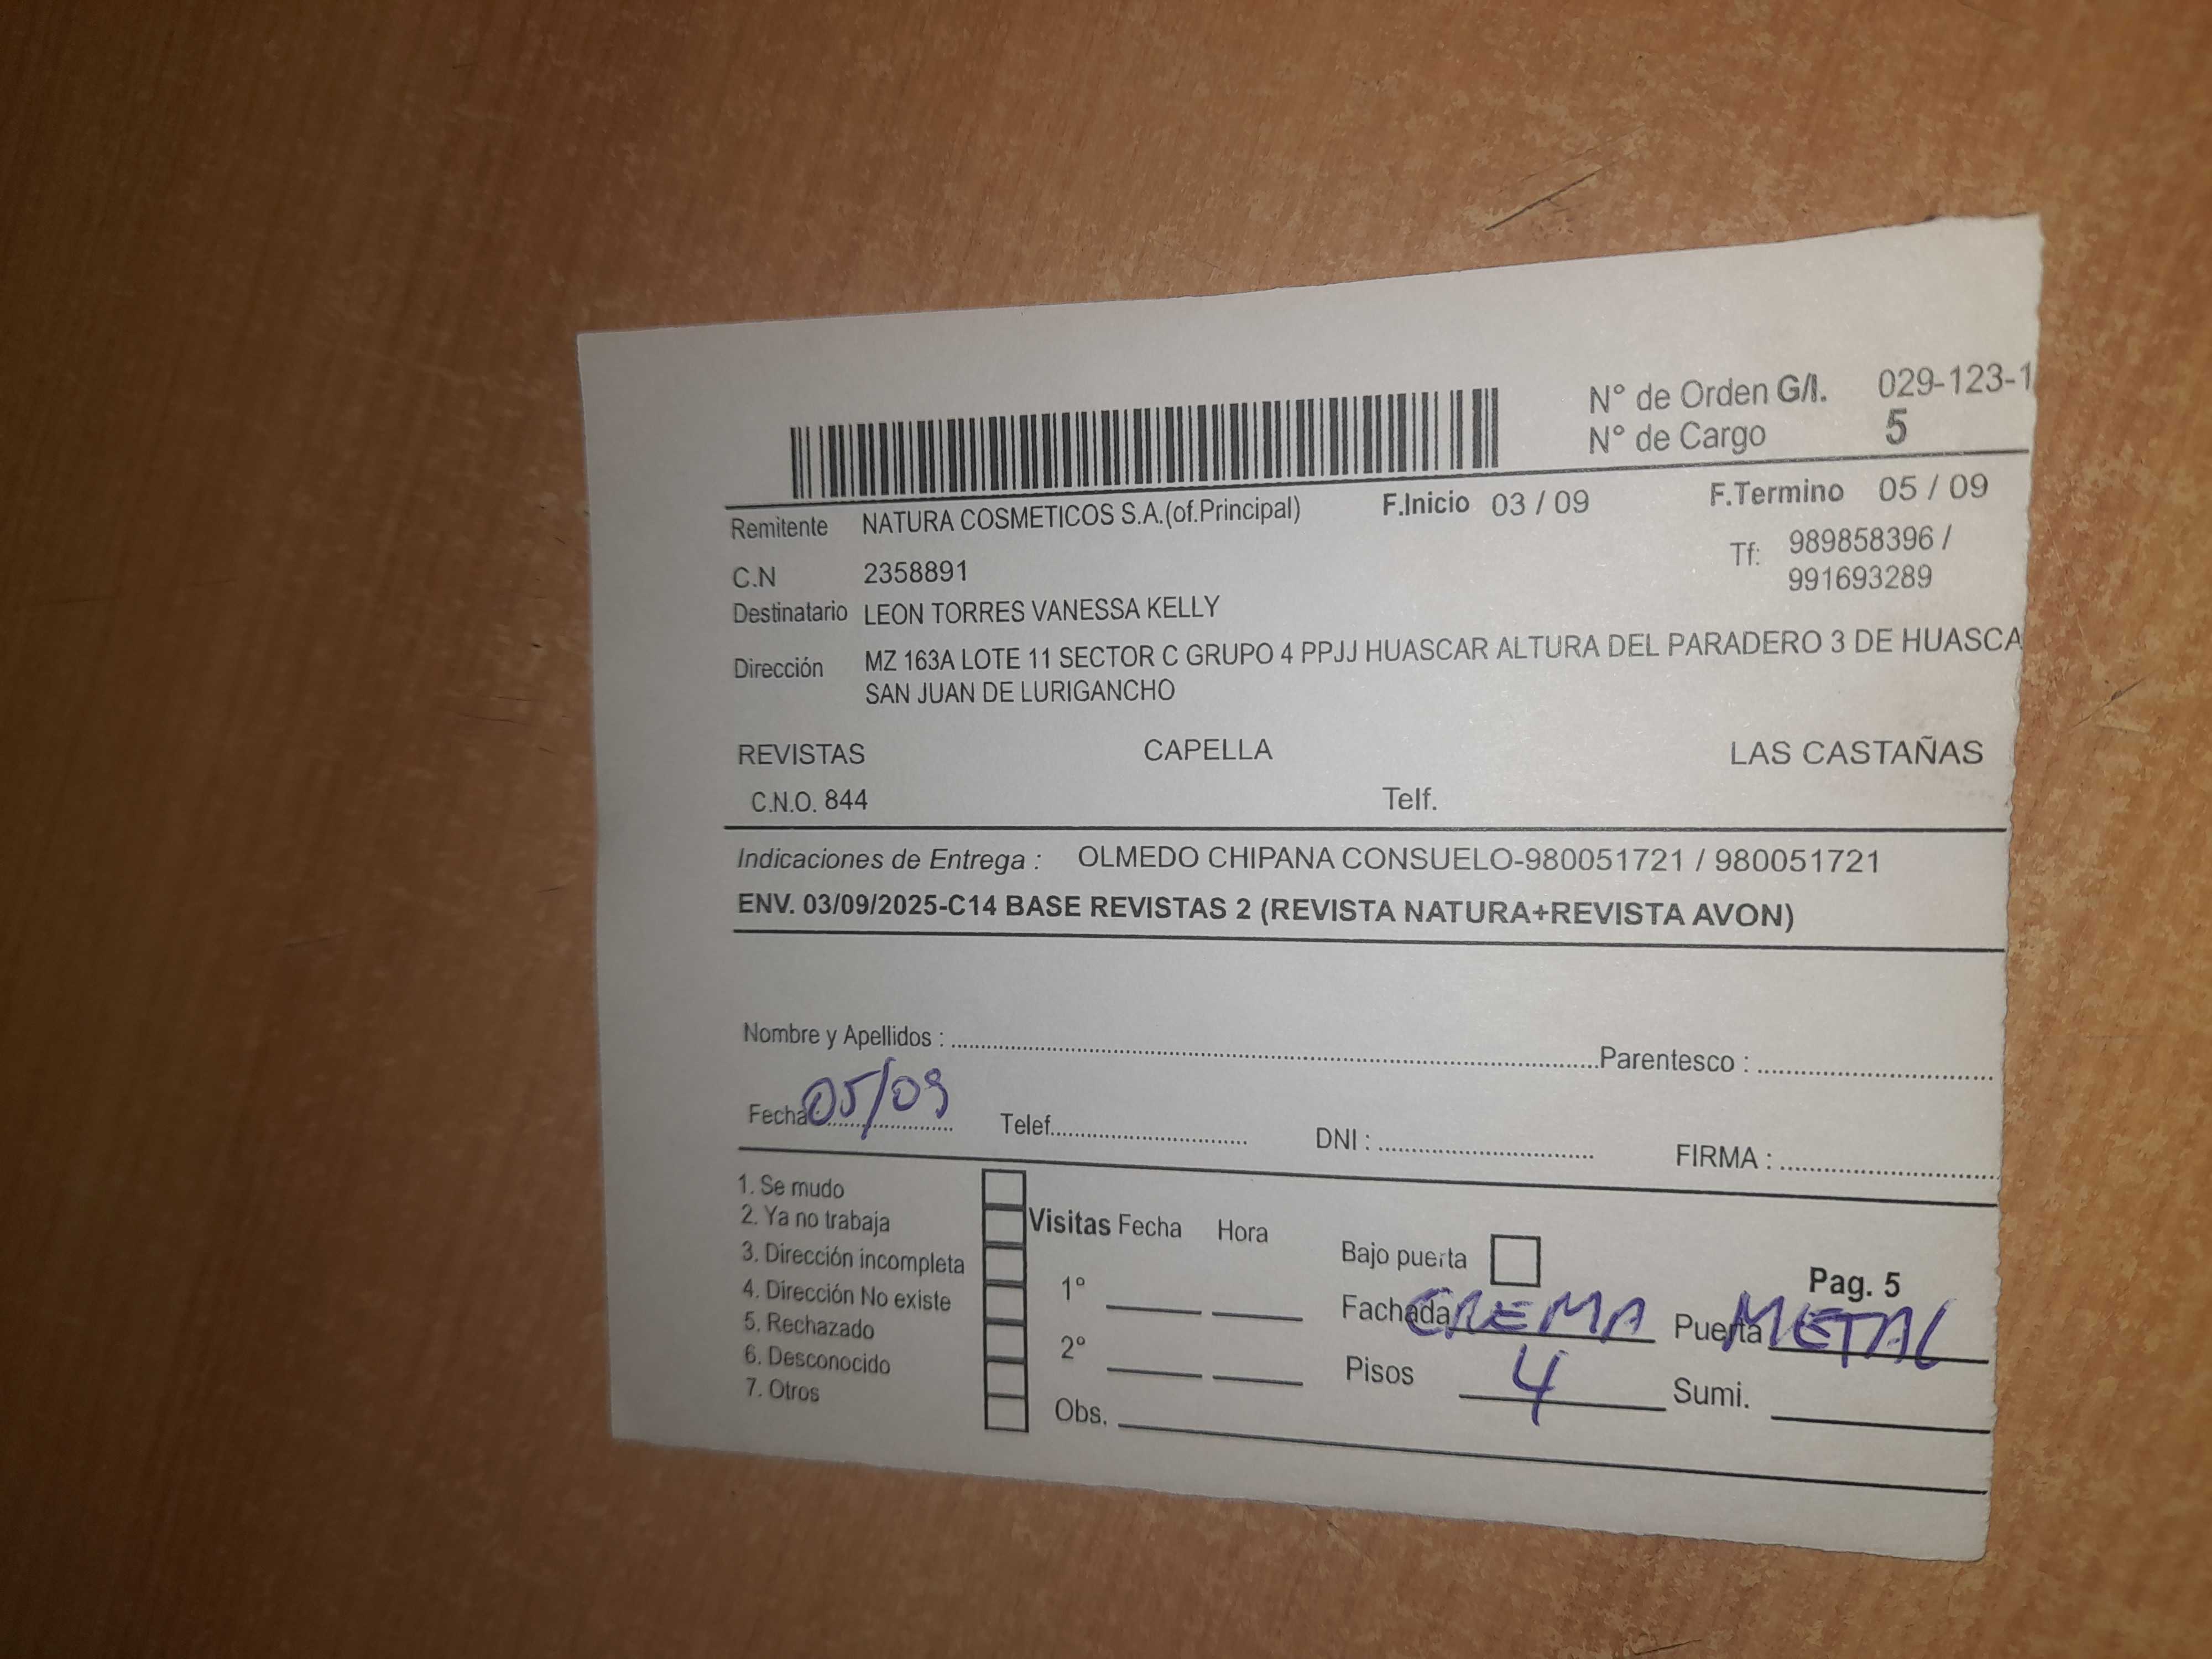 N° de Orden G/I. 029-123-1
N° de Cargo 5
Remitente NATURA COSMETICOS S.A.(of.Principal) F.Inicio 03 / 09 F.Termino 05 / 09
C.N 2358891 Tf: 989858396 /
991693289
Destinatario LEON TORRES VANESSA KELLY
Dirección MZ 163A LOTE 11 SECTOR C GRUPO 4 PPJJ HUASCAR ALTURA DEL PARADERO 3 DE HUASCA
SAN JUAN DE LURIGANCHO
REVISTAS CAPELLA LAS CASTAÑAS
C.N.O. 844 Telf.
Indicaciones de Entrega : OLMEDO CHIPANA CONSUELO-980051721 / 980051721
ENV. 03/09/2025-C14 BASE REVISTAS 2 (REVISTA NATURA+REVISTA AVON)
Nombre y Apellidos : Parentesco :
Fecha 05/09 Telef. DNI : FIRMA :
1. Se mudo
2. Ya no trabaja
3. Dirección incompleta
4. Dirección No existe
5. Rechazado
6. Desconocido
7. Otros
Visitas Fecha Hora
1°
2°
Obs.
Bajo puerta Pag. 5
Fachada CREMA Puerta METAL
Pisos 4 Sumi.